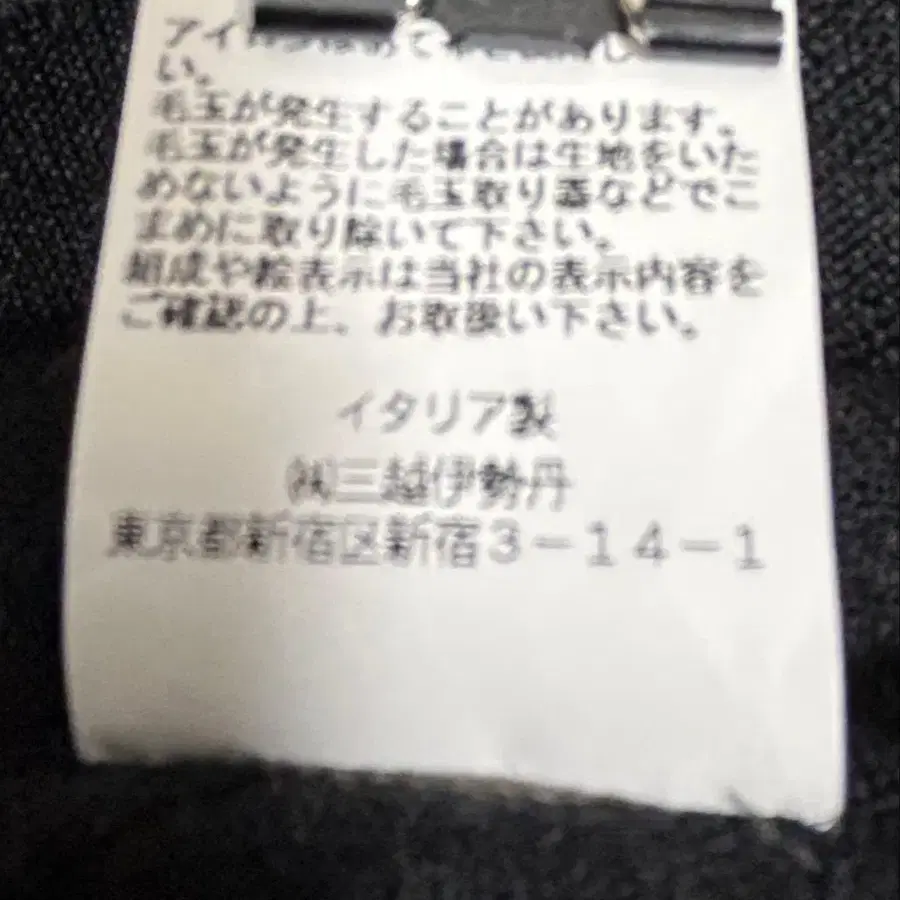 アイ
い。
毛玉が発生することがあります。
毛玉が発生した場合は生地をいた
めないように毛玉取り器などでこ
まめに取り除いて下さい。
組成や絵表示は当社の表示内容を
ご確認の上、お取扱い下さい。
イタリア製
㈱三越伊勢丹
東京都新宿区新宿3-14-1